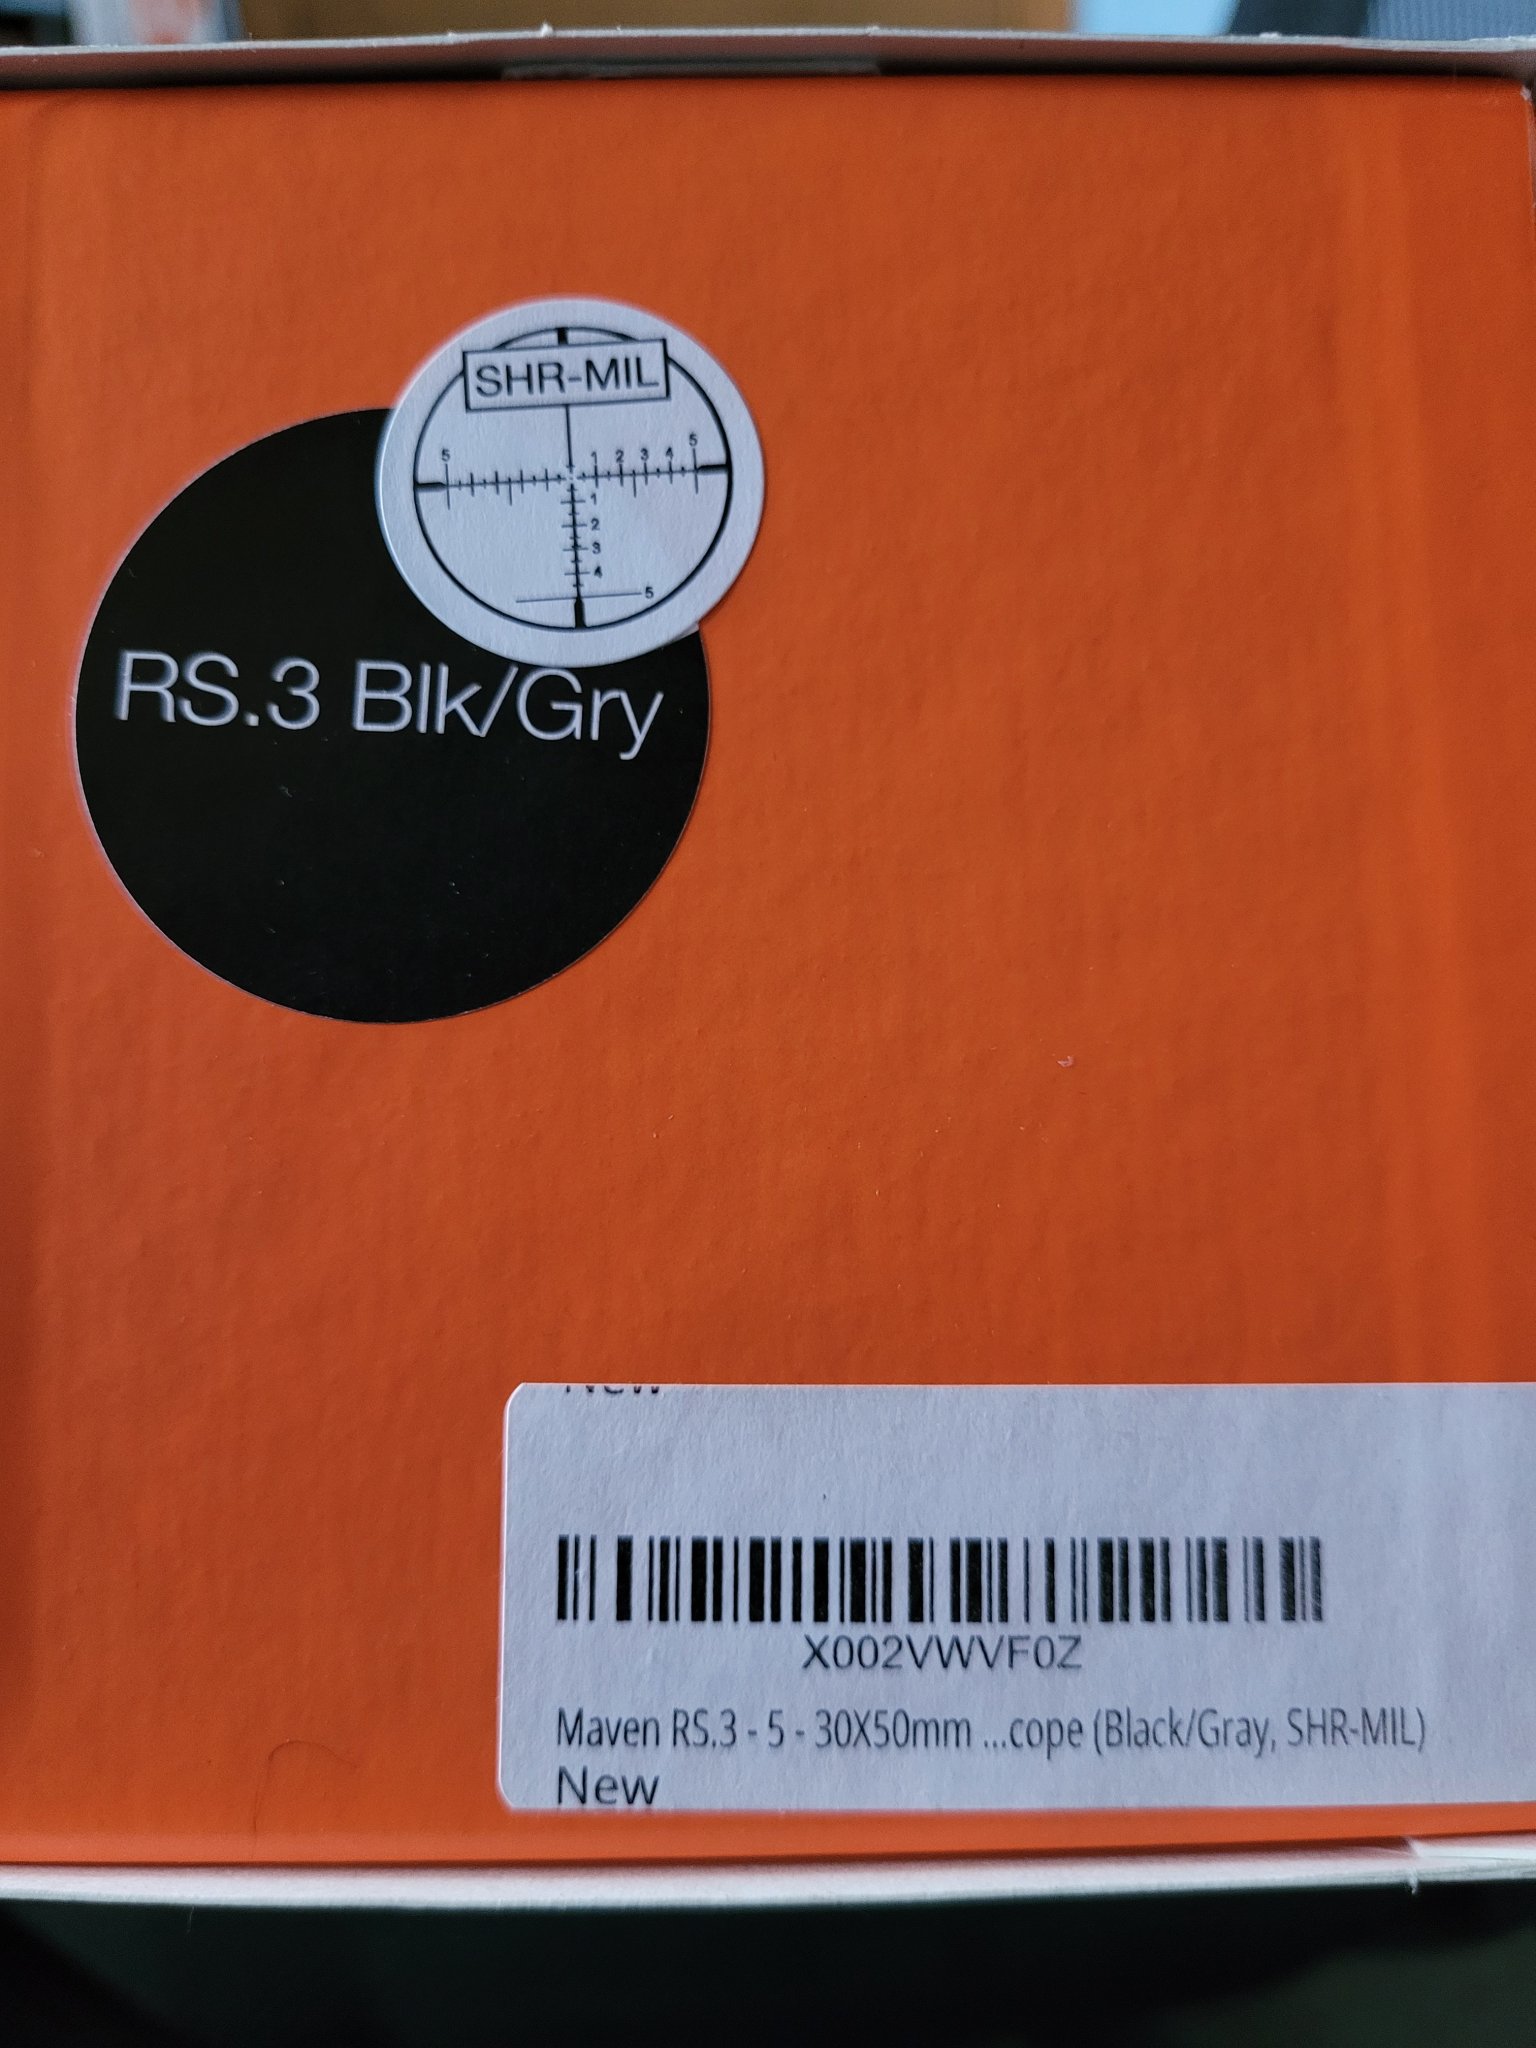 SHR-MIL
5 1 2 3 4 5
1
2
3
4
5
RS.3 Blk/Gry
New
X002VWVF0Z
Maven RS.3 - 5 - 30X50mm ...cope (Black/Gray, SHR-MIL)
New